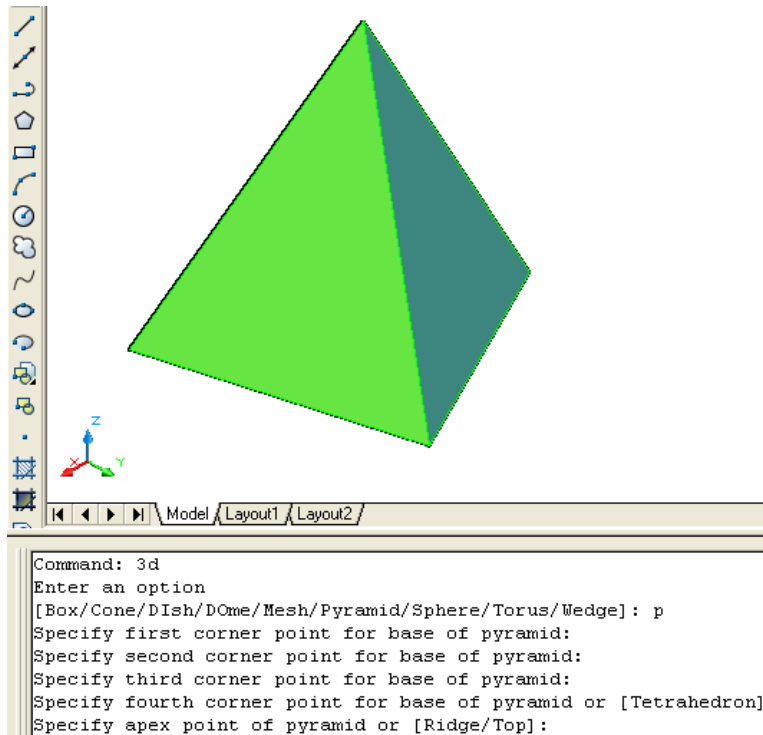 Z
X
Y
Model Layout1 Layout2
Command: 3d
Enter an option
[Box/Cone/DIsh/DOme/Mesh/Pyramid/Sphere/Torus/Wedge]: p
Specify first corner point for base of pyramid:
Specify second corner point for base of pyramid:
Specify third corner point for base of pyramid:
Specify fourth corner point for base of pyramid or [Tetrahedron]
Specify apex point of pyramid or [Ridge/Top]: